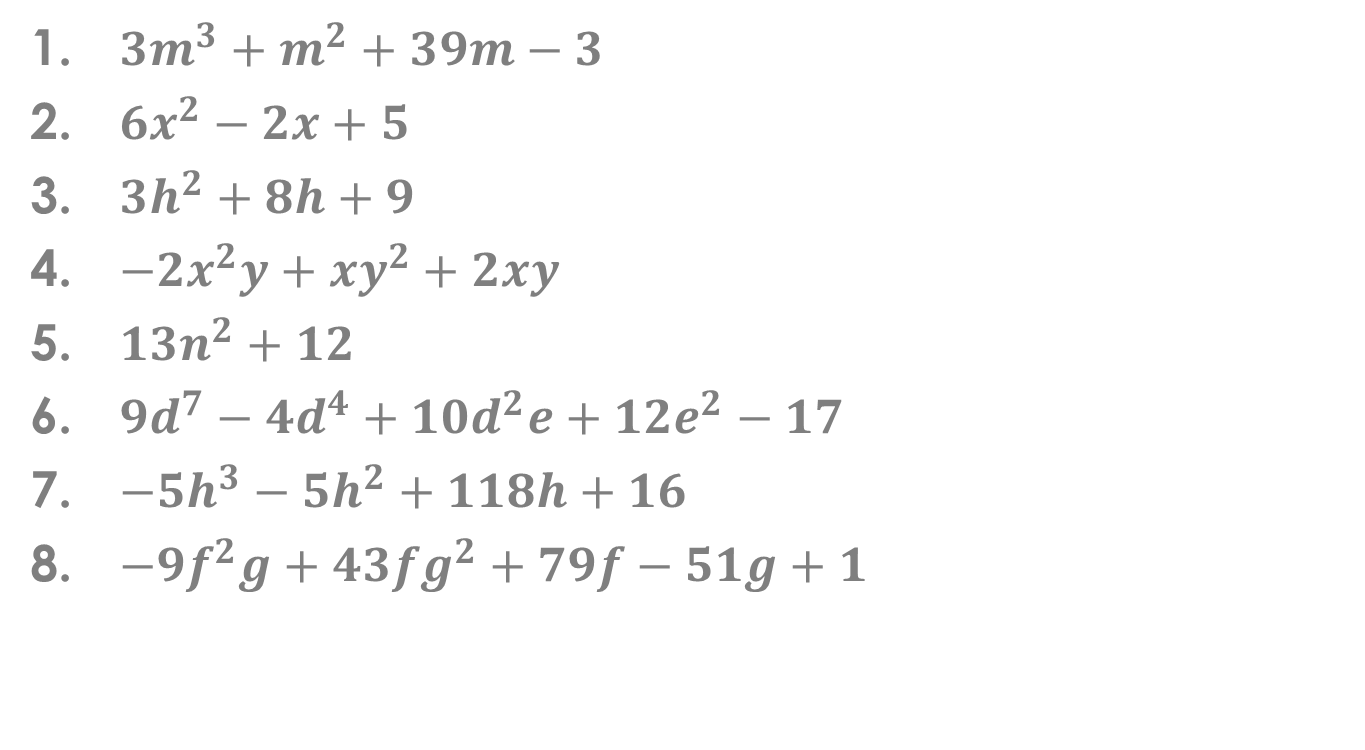 1. 3m³ + m² + 39m − 3
2. 6x² − 2x + 5
3. 3h² + 8h + 9
4. −2x²y + xy² + 2xy
5. 13n² + 12
6. 9d⁷ − 4d⁴ + 10d²e + 12e² − 17
7. −5h³ − 5h² + 118h + 16
8. −9f²g + 43fg² + 79f − 51g + 1